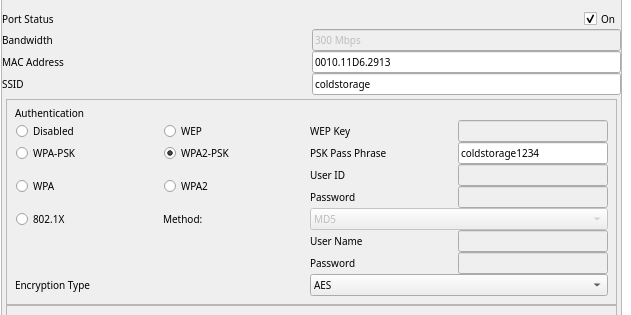 Port Status On
Bandwidth 300 Mbps
MAC Address 0010.11D6.2913
SSID coldstorage
Authentication
Disabled WEP WEP Key
WPA-PSK WPA2-PSK PSK Pass Phrase coldstorage1234
User ID
WPA WPA2
Password
802.1X Method: MD5
User Name
Password
Encryption Type AES